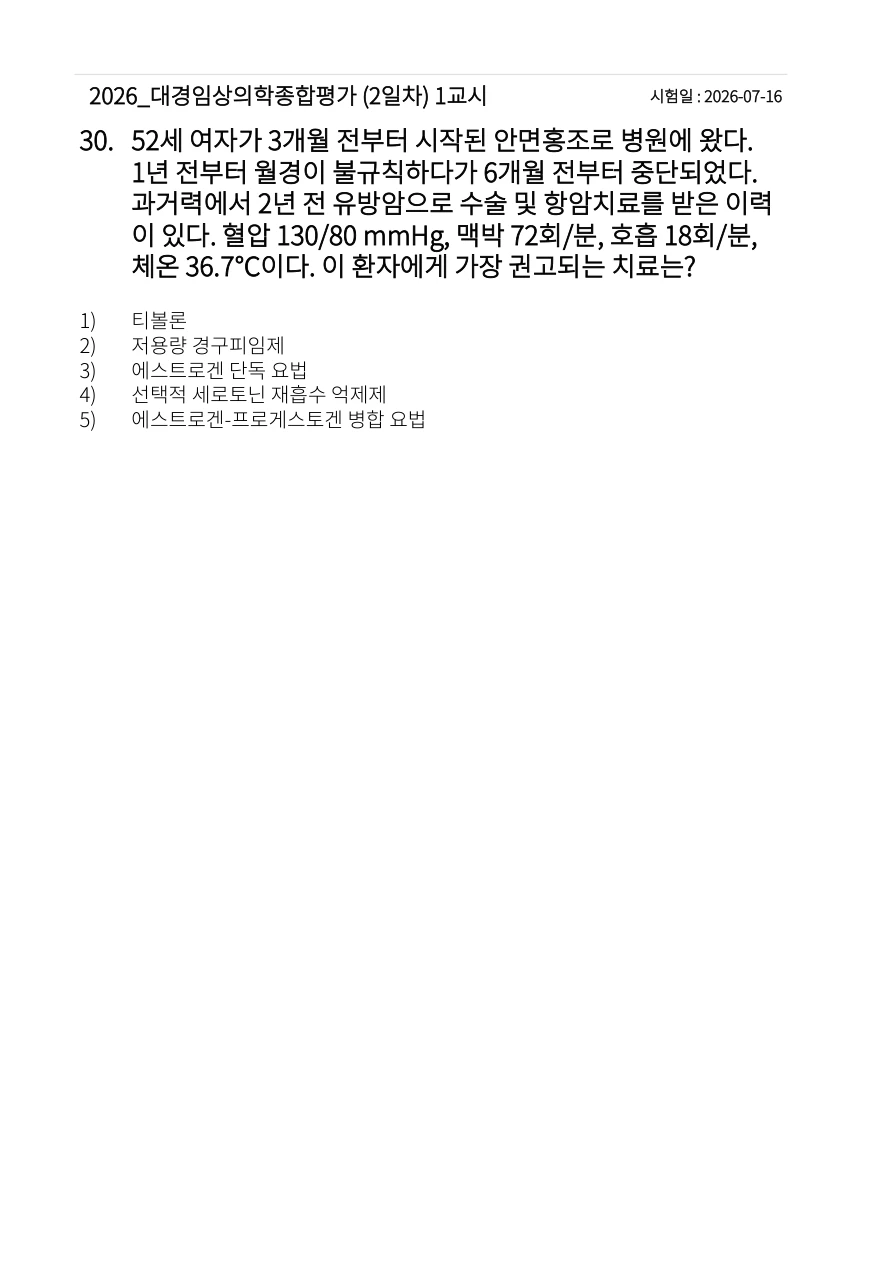 2026_대경임상의학종합평가 (2일차) 1교시 시험일 : 2026-07-16
30. 52세 여자가 3개월 전부터 시작된 안면홍조로 병원에 왔다.
1년 전부터 월경이 불규칙하다가 6개월 전부터 중단되었다.
과거력에서 2년 전 유방암으로 수술 및 항암치료를 받은 이력
이 있다. 혈압 130/80 mmHg, 맥박 72회/분, 호흡 18회/분,
체온 36.7°C이다. 이 환자에게 가장 권고되는 치료는?
1) 티볼론
2) 저용량 경구피임제
3) 에스트로겐 단독 요법
4) 선택적 세로토닌 재흡수 억제제
5) 에스트로겐-프로게스토겐 병합 요법